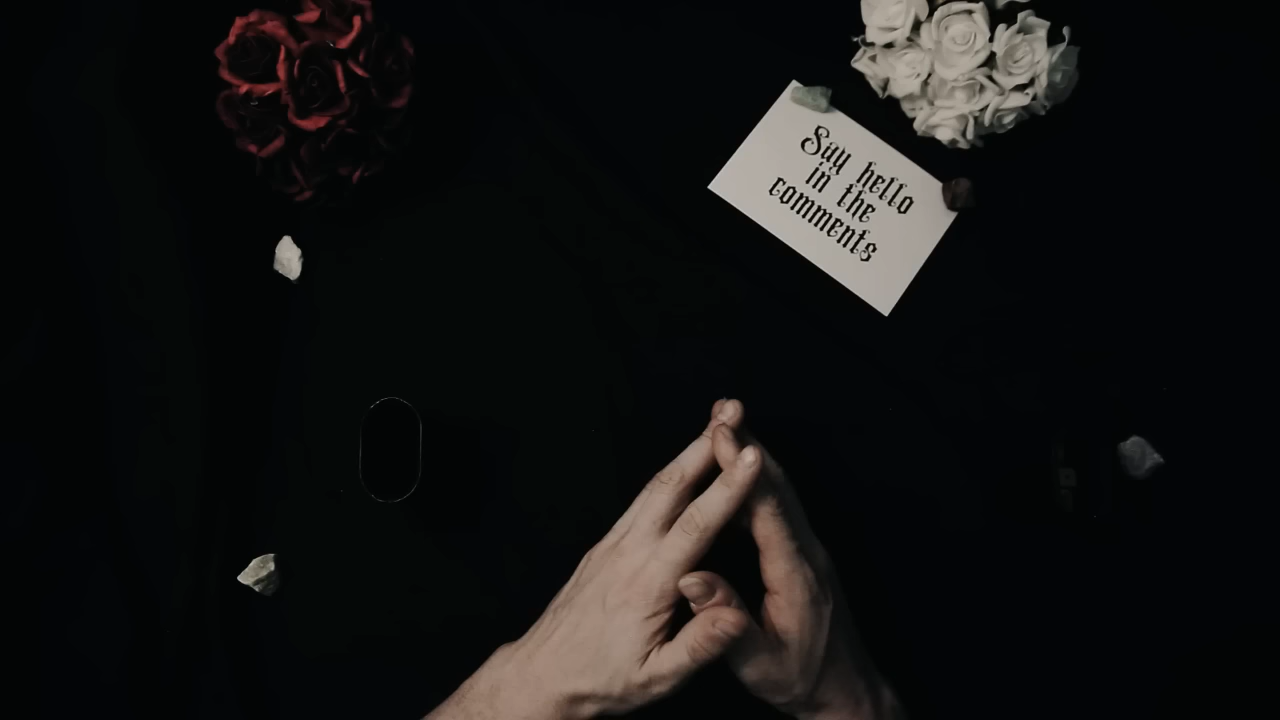 Say hello
in the
comments